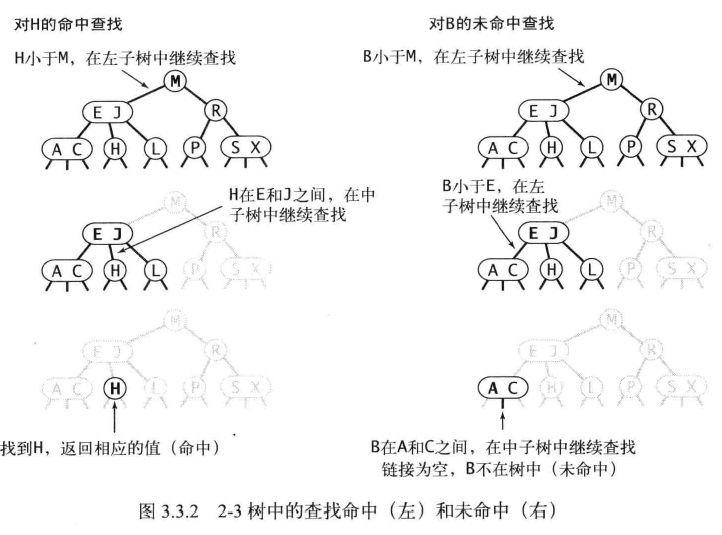 对H的命中查找
H小于M，在左子树中继续查找
M
E J
R
A C
H
L
P
S X
H在E和J之间，在中
子树中继续查找
M
E J
R
A C
H
L
P
S X
M
E J
R
A C
H
L
P
S X
找到H，返回相应的值（命中）
对B的未命中查找
B小于M，在左子树中继续查找
M
E J
R
A C
H
L
P
S X
B小于E，在左
子树中继续查找
M
E J
R
A C
H
L
P
S X
M
E J
R
A C
H
L
P
S X
B在A和C之间，在中子树中继续查找
链接为空，B不在树中（未命中）
图 3.3.2 2-3 树中的查找命中（左）和未命中（右）